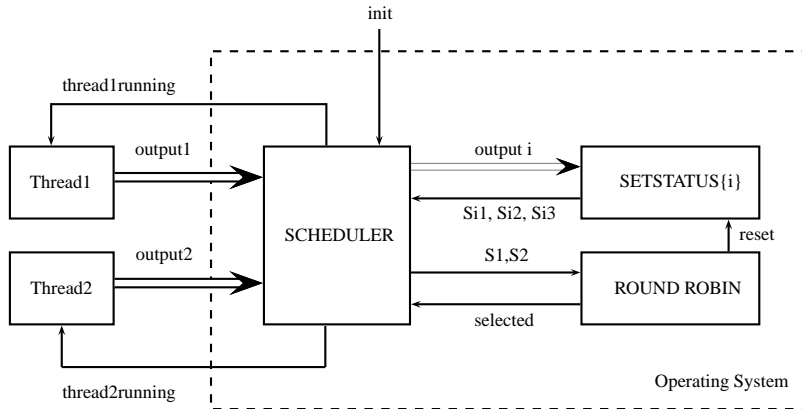 init
thread1running
output1
output i
Thread1
SETSTATUS{i}
Si1, Si2, Si3
SCHEDULER
reset
output2
S1,S2
Thread2
ROUND ROBIN
selected
Operating System
thread2running